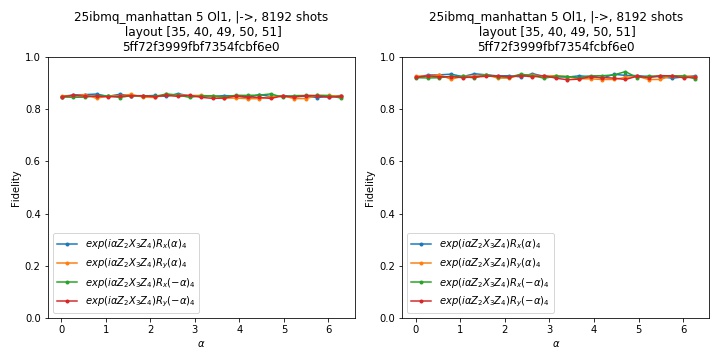 25ibmq_manhattan 5 Ol1, |->, 8192 shots
layout [35, 40, 49, 50, 51]
5ff72f3999fbf7354fcbf6e0
1.0
0.8
0.6
0.4
0.2
0.0
Fidelity
exp(iαZ₂X₃Z₄)Rₓ(α)₄
exp(iαZ₂X₃Z₄)Rᵧ(α)₄
exp(iαZ₂X₃Z₄)Rₓ(−α)₄
exp(iαZ₂X₃Z₄)Rᵧ(−α)₄
0 1 2 3 4 5 6
α
25ibmq_manhattan 5 Ol1, |->, 8192 shots
layout [35, 40, 49, 50, 51]
5ff72f3999fbf7354fcbf6e0
1.0
0.8
0.6
0.4
0.2
0.0
Fidelity
exp(iαZ₂X₃Z₄)Rₓ(α)₄
exp(iαZ₂X₃Z₄)Rᵧ(α)₄
exp(iαZ₂X₃Z₄)Rₓ(−α)₄
exp(iαZ₂X₃Z₄)Rᵧ(−α)₄
0 1 2 3 4 5 6
α